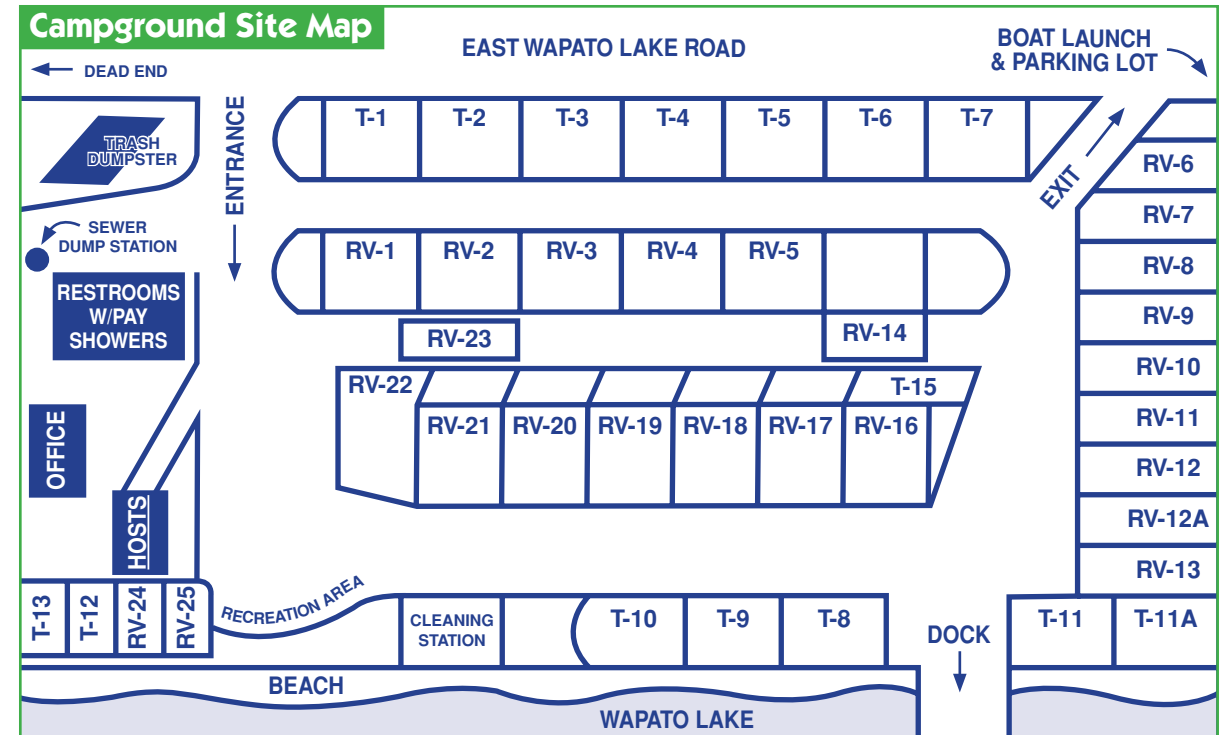 Campground Site Map
EAST WAPATO LAKE ROAD
BOAT LAUNCH
& PARKING LOT
DEAD END
TRASH
DUMPSTER
ENTRANCE
T-1
T-2
T-3
T-4
T-5
T-6
T-7
EXIT
SEWER
DUMP STATION
RESTROOMS
W/PAY
SHOWERS
RV-1
RV-2
RV-3
RV-4
RV-5
RV-6
RV-7
RV-8
RV-9
RV-10
RV-11
RV-12
RV-12A
RV-13
RV-23
RV-14
RV-22
T-15
RV-21
RV-20
RV-19
RV-18
RV-17
RV-16
OFFICE
HOSTS
T-13
T-12
RV-24
RV-25
RECREATION AREA
CLEANING
STATION
T-10
T-9
T-8
DOCK
T-11
T-11A
BEACH
WAPATO LAKE